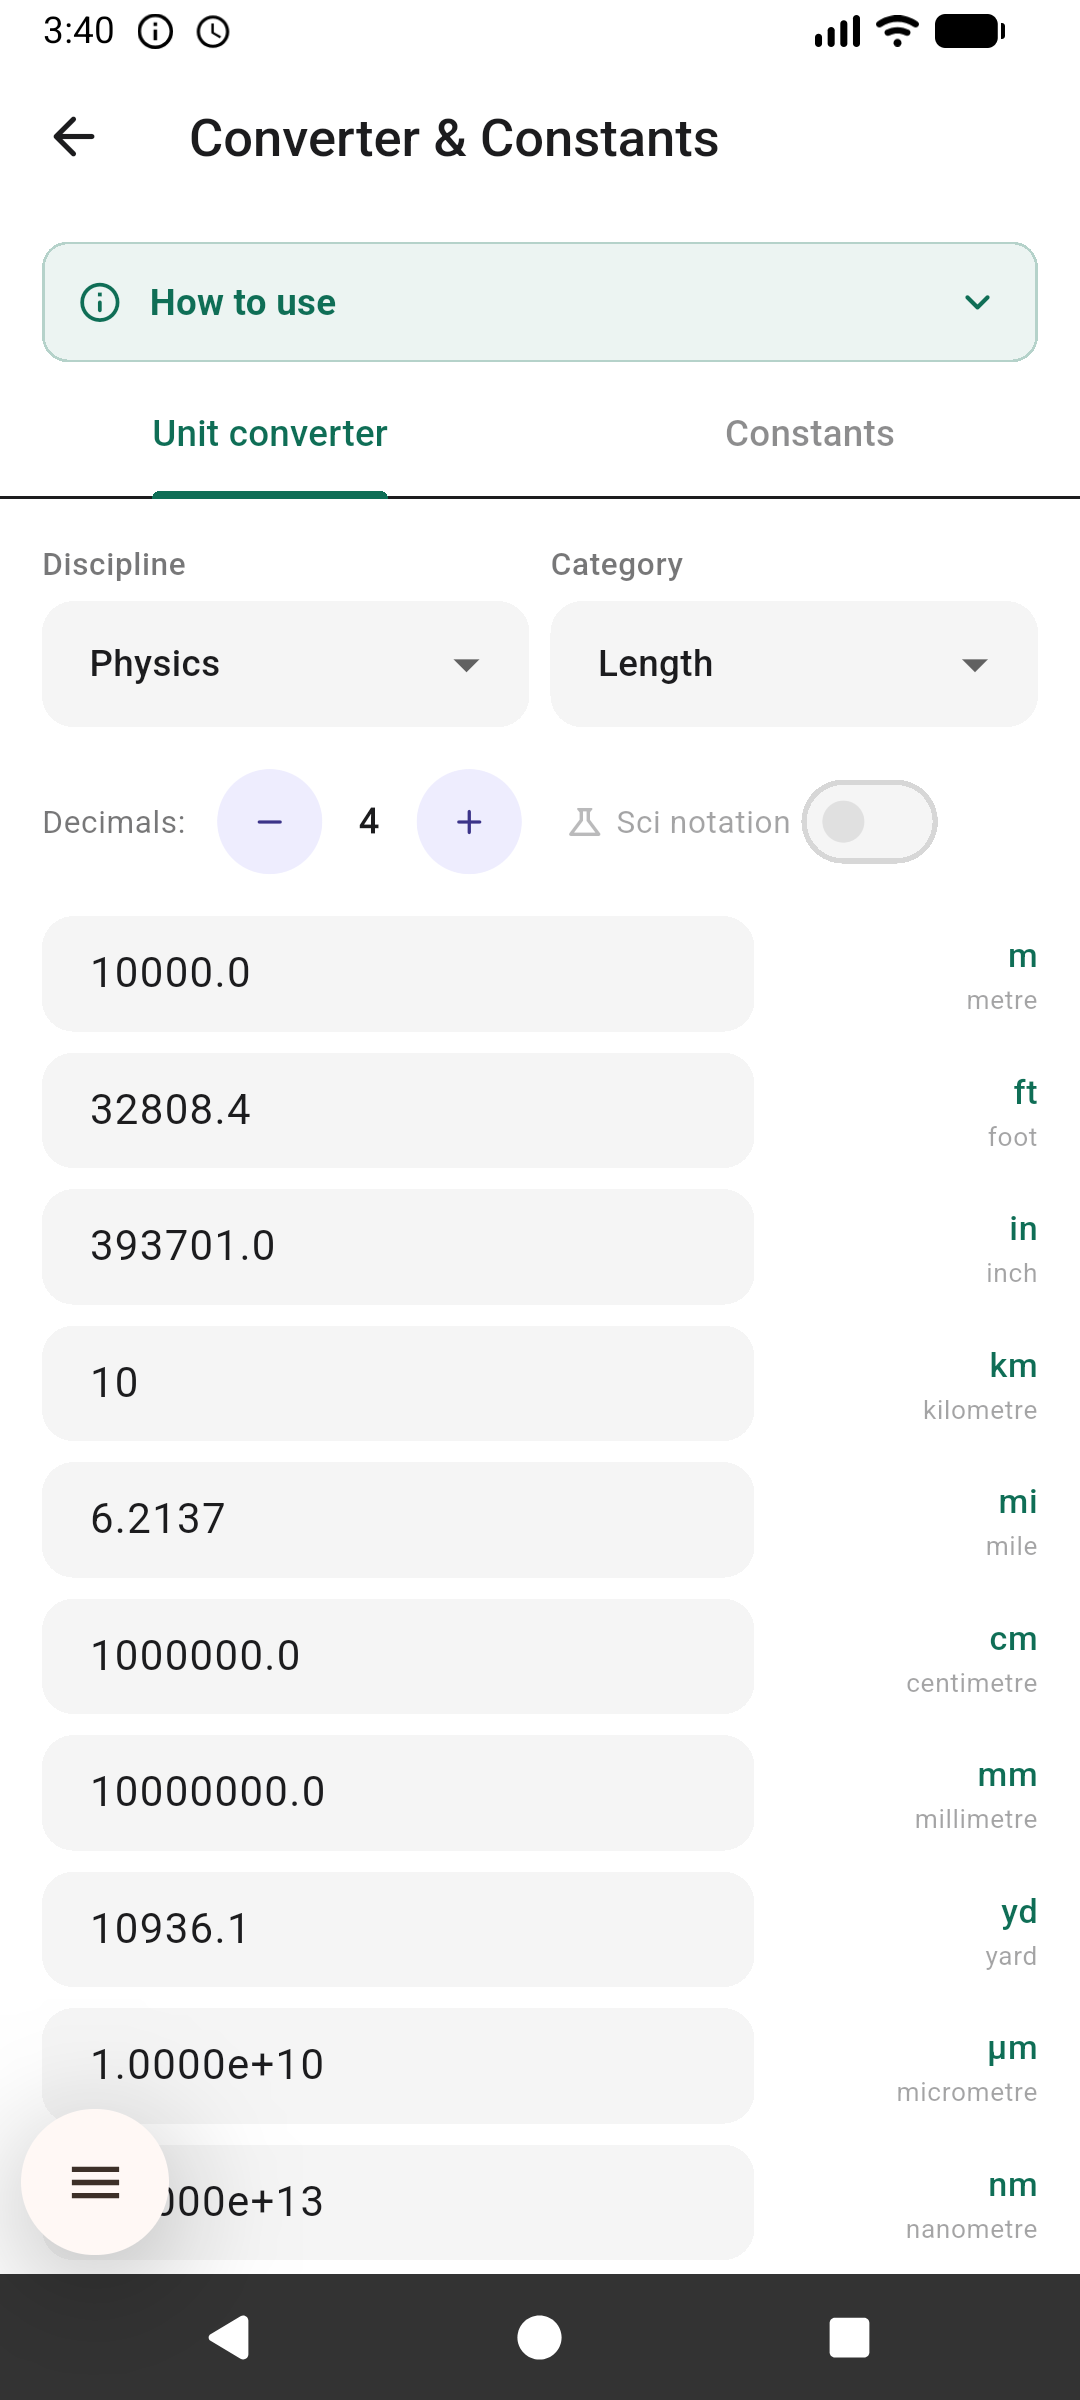 3:40
Converter & Constants
How to use
Unit converter
Constants
Discipline
Category
Physics
Length
Decimals:
4
Sci notation
10000.0
m
metre
32808.4
ft
foot
393701.0
in
inch
10
km
kilometre
6.2137
mi
mile
1000000.0
cm
centimetre
10000000.0
mm
millimetre
10936.1
yd
yard
1.0000e+10
µm
micrometre
000e+13
nm
nanometre